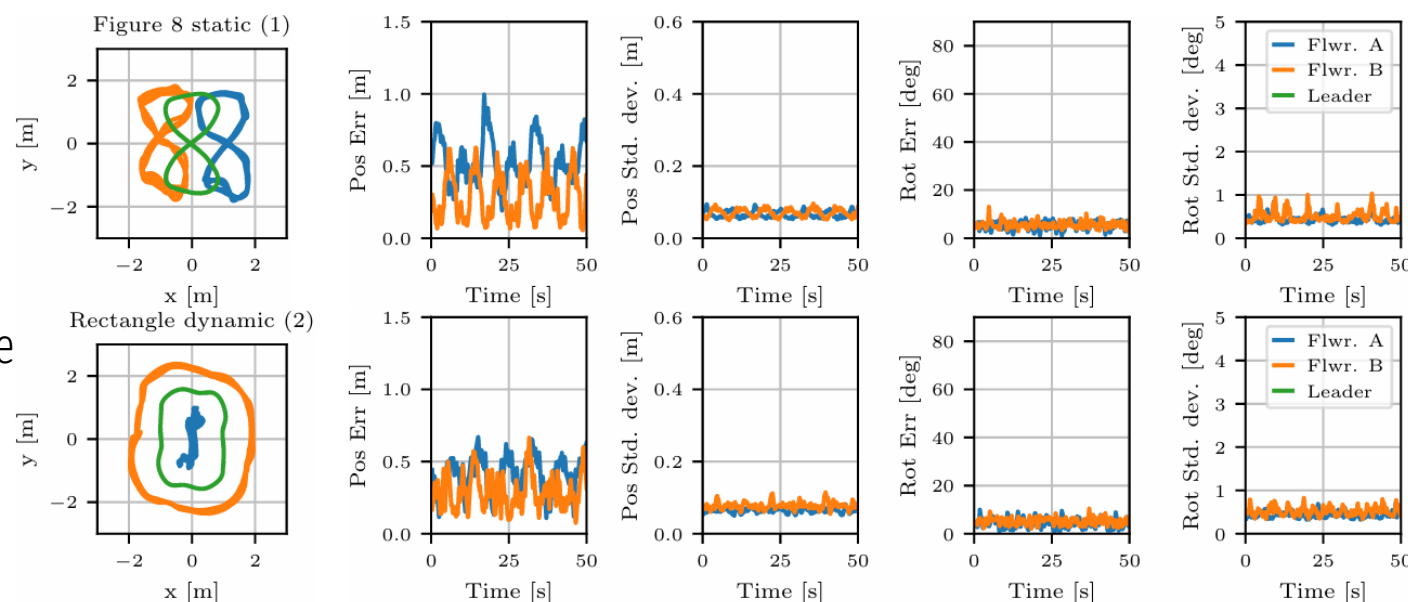 Figure 8 static (1)
y [m]
2
0
−2
−2 0 2
x [m]
Pos Err [m]
1.5
1.0
0.5
0.0
0 25 50
Time [s]
Pos Std. dev. [m]
0.6
0.4
0.2
0.0
0 25 50
Time [s]
Rot Err [deg]
80
60
40
20
0
0 25 50
Time [s]
Rot Std. dev. [deg]
5
4
3
2
1
0
0 25 50
Time [s]
Flwr. A
Flwr. B
Leader
e
Rectangle dynamic (2)
y [m]
2
0
−2
−2 0 2
x [m]
Pos Err [m]
1.5
1.0
0.5
0.0
0 25 50
Time [s]
Pos Std. dev. [m]
0.6
0.4
0.2
0.0
0 25 50
Time [s]
Rot Err [deg]
80
60
40
20
0
0 25 50
Time [s]
Rot Std. dev. [deg]
5
4
3
2
1
0
0 25 50
Time [s]
Flwr. A
Flwr. B
Leader